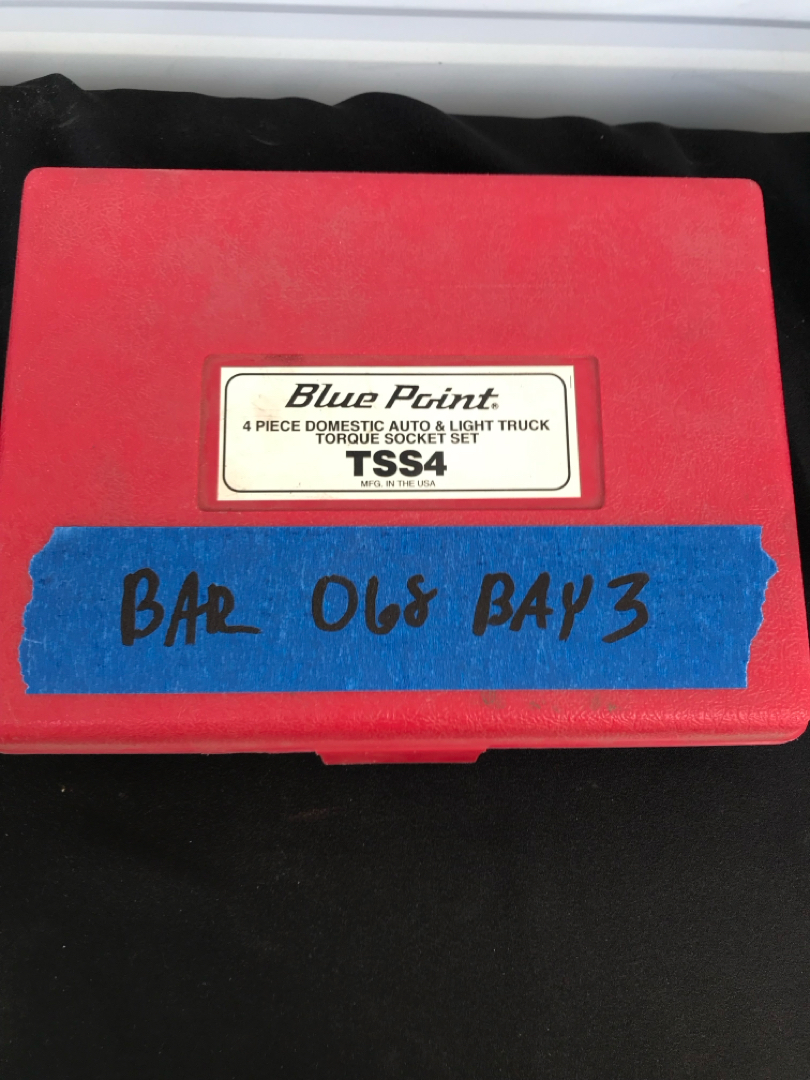 Blue Point®
4 PIECE DOMESTIC AUTO & LIGHT TRUCK
TORQUE SOCKET SET
TSS4
MFG. IN THE USA
BAR 068 BAY 3